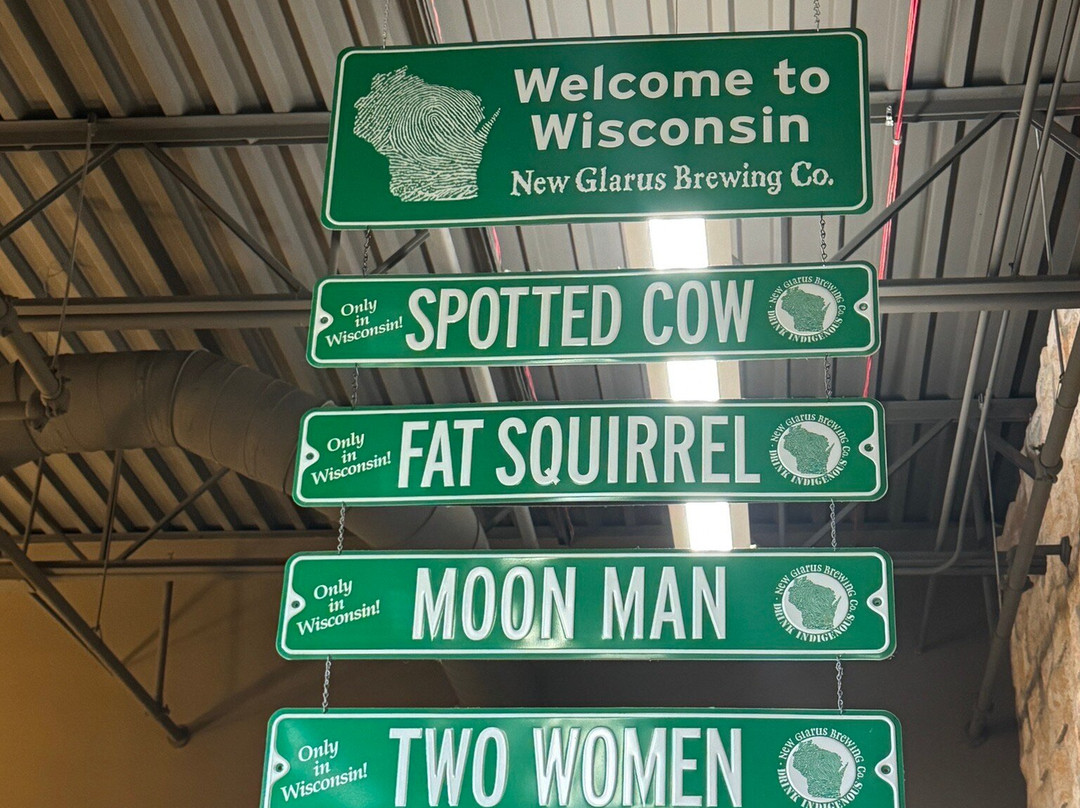 Welcome to
Wisconsin
New Glarus Brewing Co.
Only
in
Wisconsin!
SPOTTED COW
NEW GLARUS BREWING CO.
DRINK INDIGENOUS
Only
in
Wisconsin!
FAT SQUIRREL
NEW GLARUS BREWING CO.
DRINK INDIGENOUS
Only
in
Wisconsin!
MOON MAN
NEW GLARUS BREWING CO.
DRINK INDIGENOUS
Only
in
Wisconsin!
TWO WOMEN
NEW GLARUS BREWING CO.
DRINK INDIGENOUS